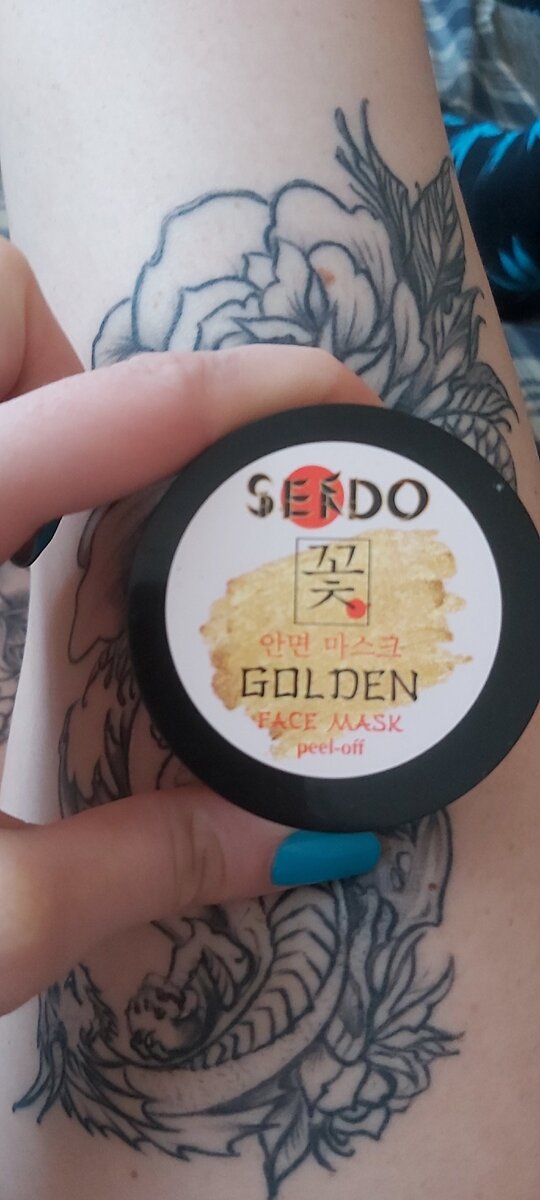 SENDO
꽃
안면 마스크
GOLDEN
FACE MASK
peel-off